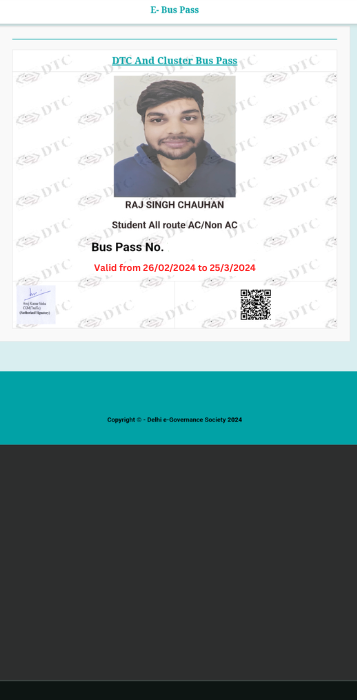 E- Bus Pass
DTC And Cluster Bus Pass
RAJ SINGH CHAUHAN
Student All route AC/Non AC
Bus Pass No.
Valid from 26/02/2024 to 25/3/2024
(Authorised Signatory)
DTC
Copyright © - Delhi e-Governance Society 2024